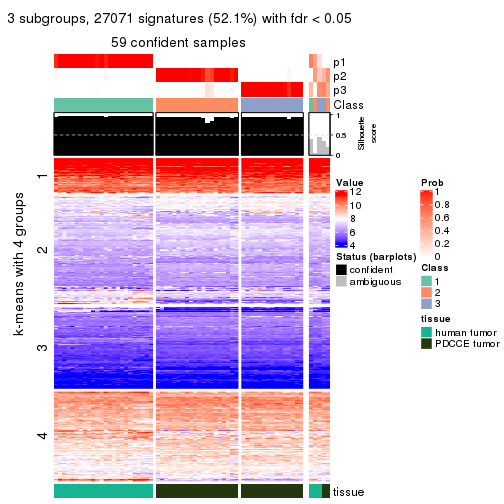 3 subgroups, 27071 signatures (52.1%) with fdr < 0.05
59 confident samples
p1
p2
p3
Class
1
0.5
0
Silhouette
score
k-means with 4 groups
1
2
3
4
tissue
Value
12
10
8
6
4
Status (barplots)
confident
ambiguous
Prob
1
0.8
0.6
0.4
0.2
0
Class
1
2
3
tissue
human tumor
PDCCE tumor